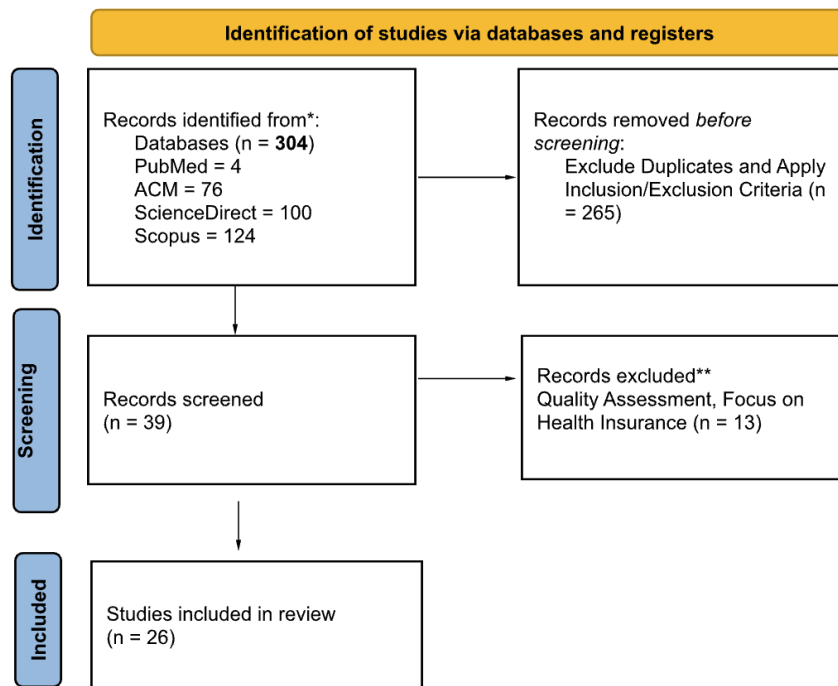 Identification of studies via databases and registers
Identification
Records identified from*:
Databases (n = 304)
PubMed = 4
ACM = 76
ScienceDirect = 100
Scopus = 124
Records removed before
screening:
Exclude Duplicates and Apply
Inclusion/Exclusion Criteria (n
= 265)
Screening
Records screened
(n = 39)
Records excluded**
Quality Assessment, Focus on
Health Insurance (n = 13)
Included
Studies included in review
(n = 26)